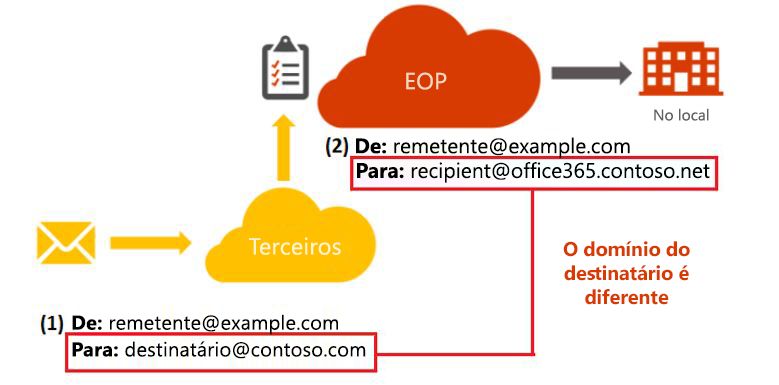 EOP
No local
(2) De: remetente@example.com
Para: recipient@office365.contoso.net
Terceiros
O domínio do
destinatário é
diferente
(1) De: remetente@example.com
Para: destinatário@contoso.com